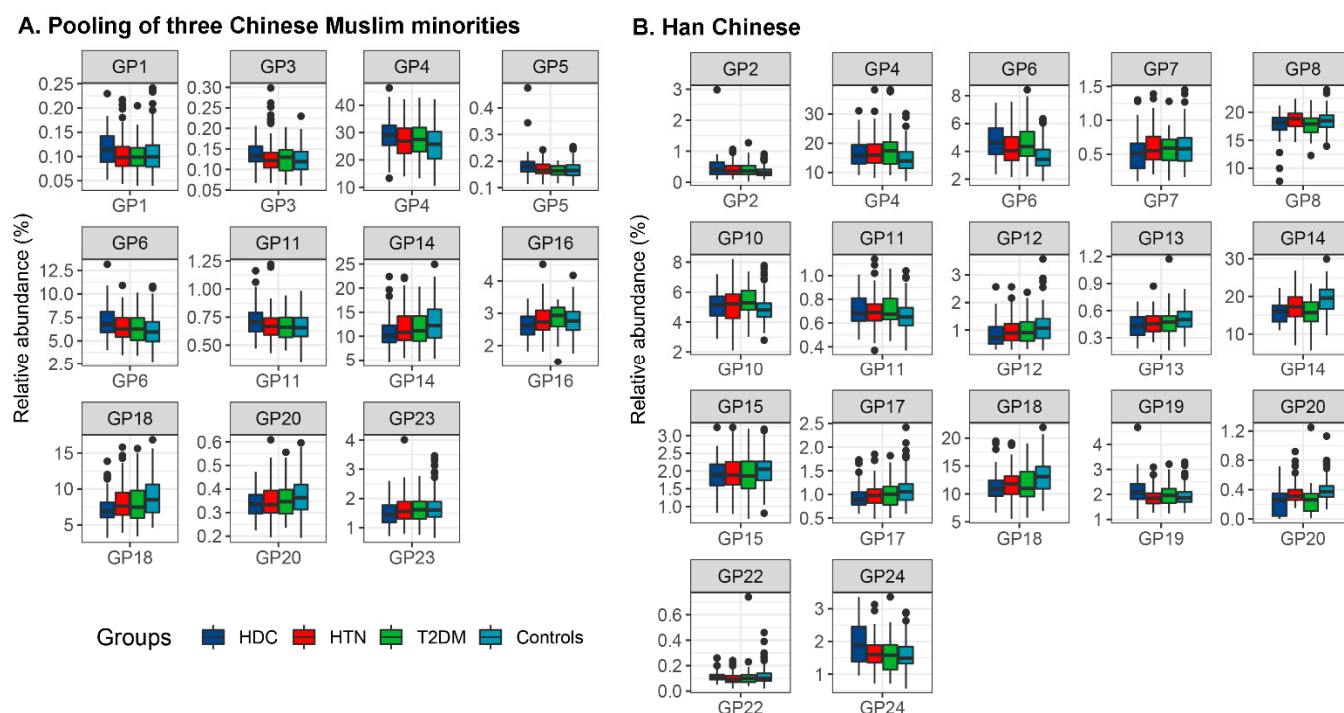 A. Pooling of three Chinese Muslim minorities
B. Han Chinese
Relative abundance (%)
GP1 GP3 GP4 GP5
0.25 0.20 0.15 0.10 0.05
0.30 0.25 0.20 0.15 0.10 0.05
40 30 20 10
0.4 0.3 0.2 0.1
GP1 GP3 GP4 GP5
GP6 GP11 GP14 GP16
12.5 10.0 7.5 5.0 2.5
1.25 1.00 0.75 0.50
25 20 15 10 5
4 3 2
GP6 GP11 GP14 GP16
GP18 GP20 GP23
15 10 5
0.6 0.5 0.4 0.3 0.2
4 3 2 1
GP18 GP20 GP23
Groups HDC HTN T2DM Controls
Relative abundance (%)
GP2 GP4 GP6 GP7 GP8
3 2 1 0
30 20 10
8 6 4 2
1.5 1.0 0.5
20 15 10
GP2 GP4 GP6 GP7 GP8
GP10 GP11 GP12 GP13 GP14
8 6 4 2
1.0 0.8 0.6 0.4
3 2 1
1.2 0.9 0.6 0.3
30 20 10
GP10 GP11 GP12 GP13 GP14
GP15 GP17 GP18 GP19 GP20
3.0 2.5 2.0 1.5 1.0
2.5 2.0 1.5 1.0 0.5
20 15 10 5
4 3 2 1
1.2 0.8 0.4 0.0
GP15 GP17 GP18 GP19 GP20
GP22 GP24
0.6 0.4 0.2 0.0
3 2 1
GP22 GP24